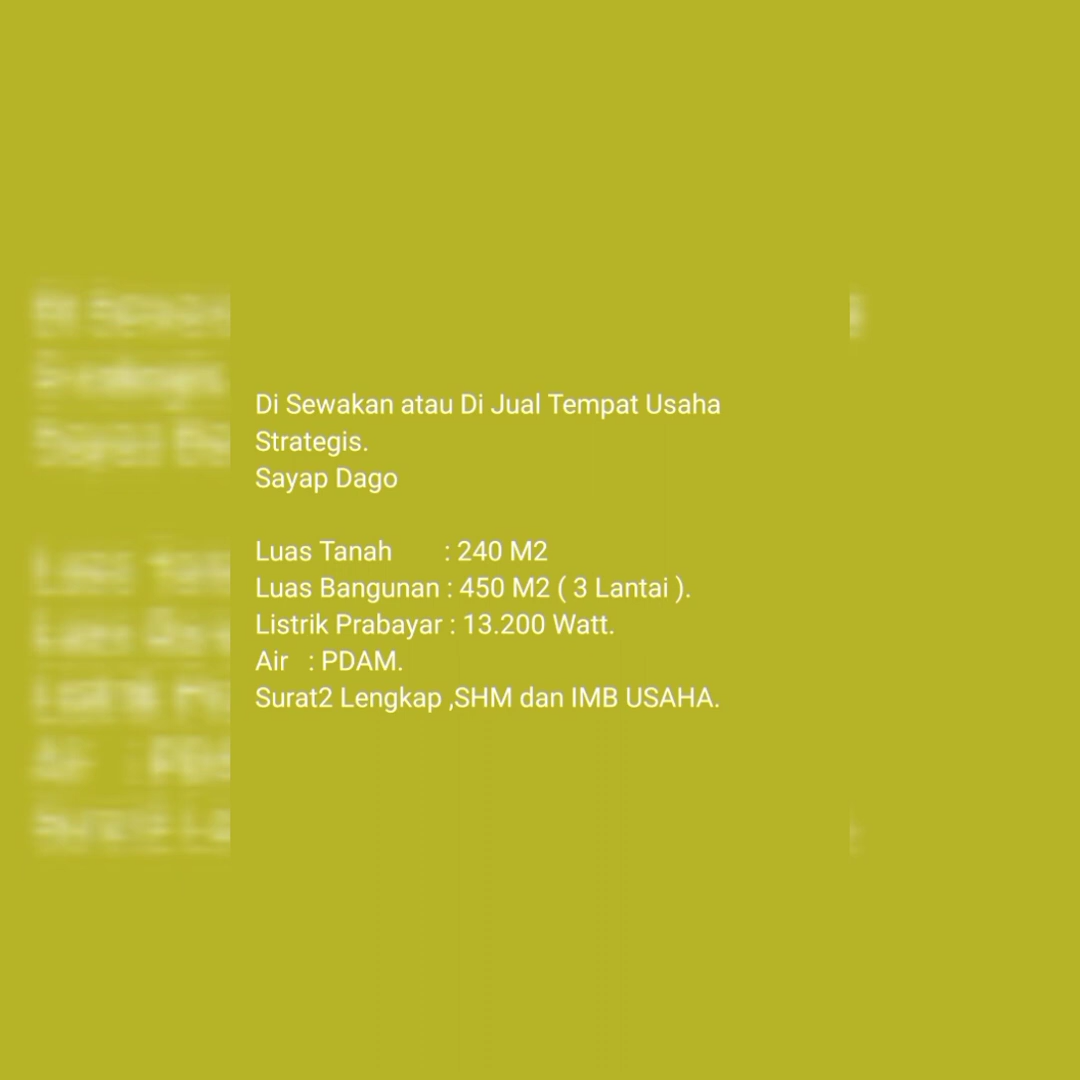 Di Sewakan atau Di Jual Tempat Usaha
Strategis.
Sayap Dago
Luas Tanah : 240 M2
Luas Bangunan : 450 M2 ( 3 Lantai ).
Listrik Prabayar : 13.200 Watt.
Air : PDAM.
Surat2 Lengkap ,SHM dan IMB USAHA.